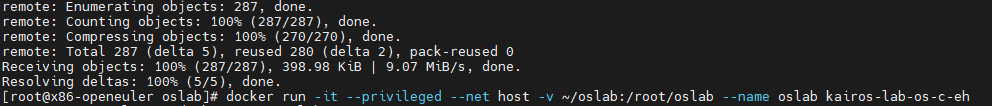 remote: Enumerating objects: 287, done.
remote: Counting objects: 100% (287/287), done.
remote: Compressing objects: 100% (270/270), done.
remote: Total 287 (delta 5), reused 280 (delta 2), pack-reused 0
Receiving objects: 100% (287/287), 398.98 KiB | 9.07 MiB/s, done.
Resolving deltas: 100% (5/5), done.
[root@x86-openeuler oslab]# docker run -it --privileged --net host -v ~/oslab:/root/oslab --name oslab kairos-lab-os-c-eh